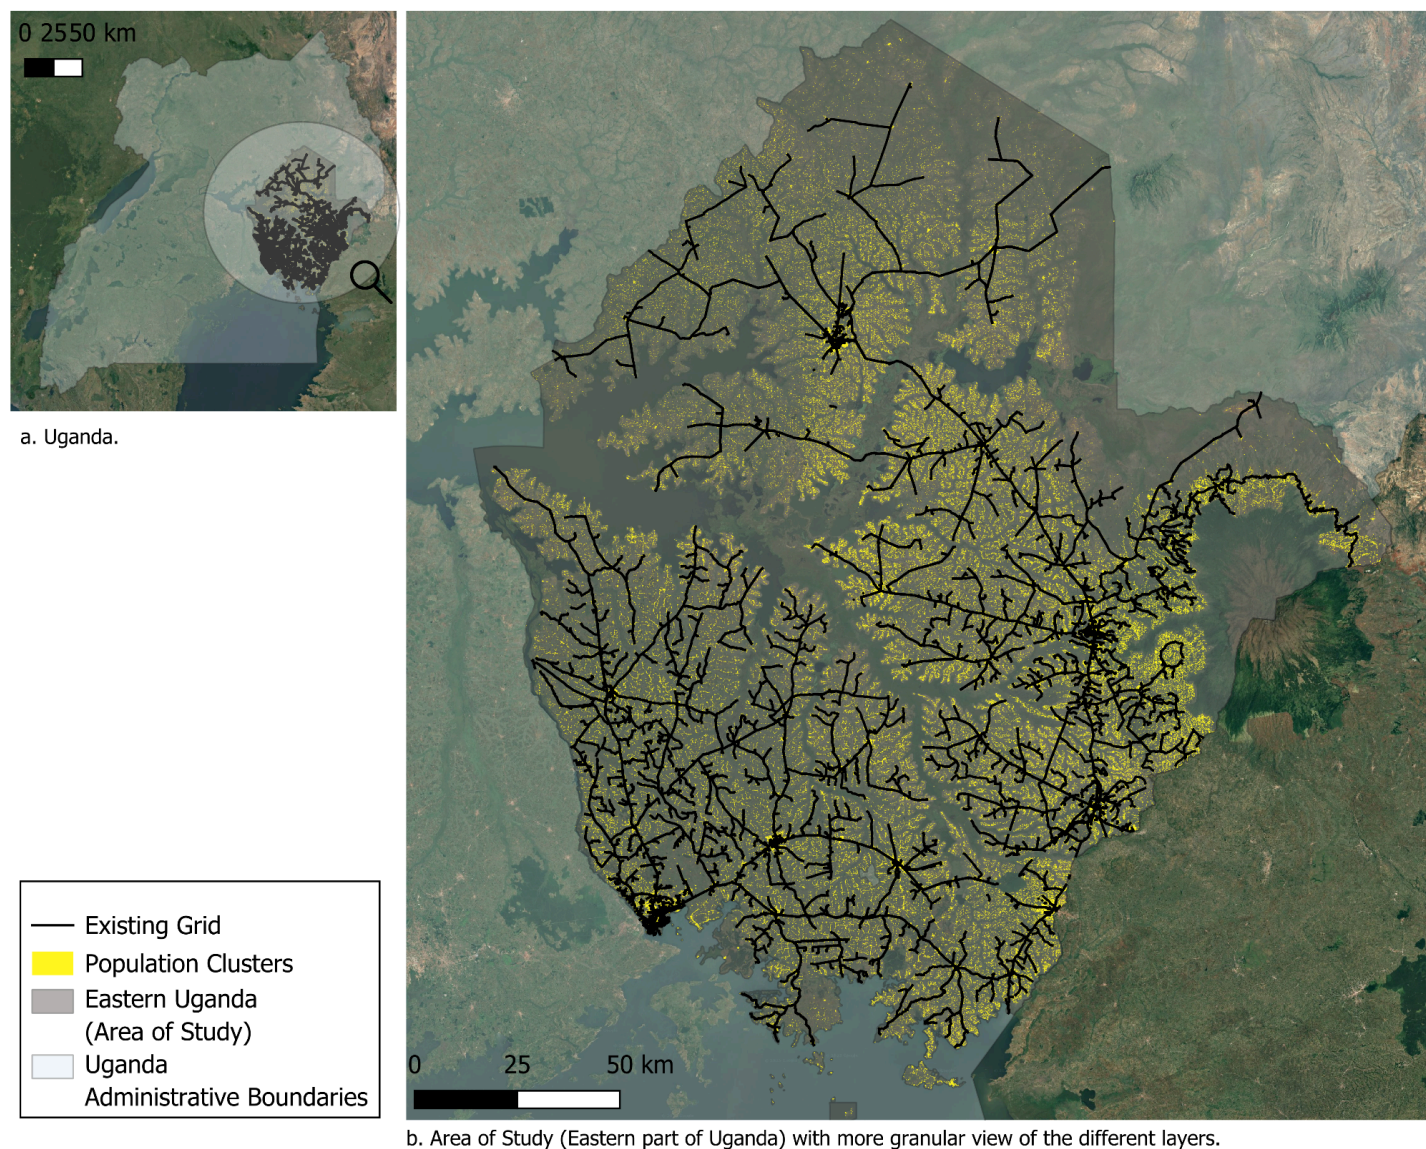 0 2550 km
a. Uganda.
Existing Grid
Population Clusters
Eastern Uganda
(Area of Study)
Uganda
Administrative Boundaries
0 25 50 km
b. Area of Study (Eastern part of Uganda) with more granular view of the different layers.